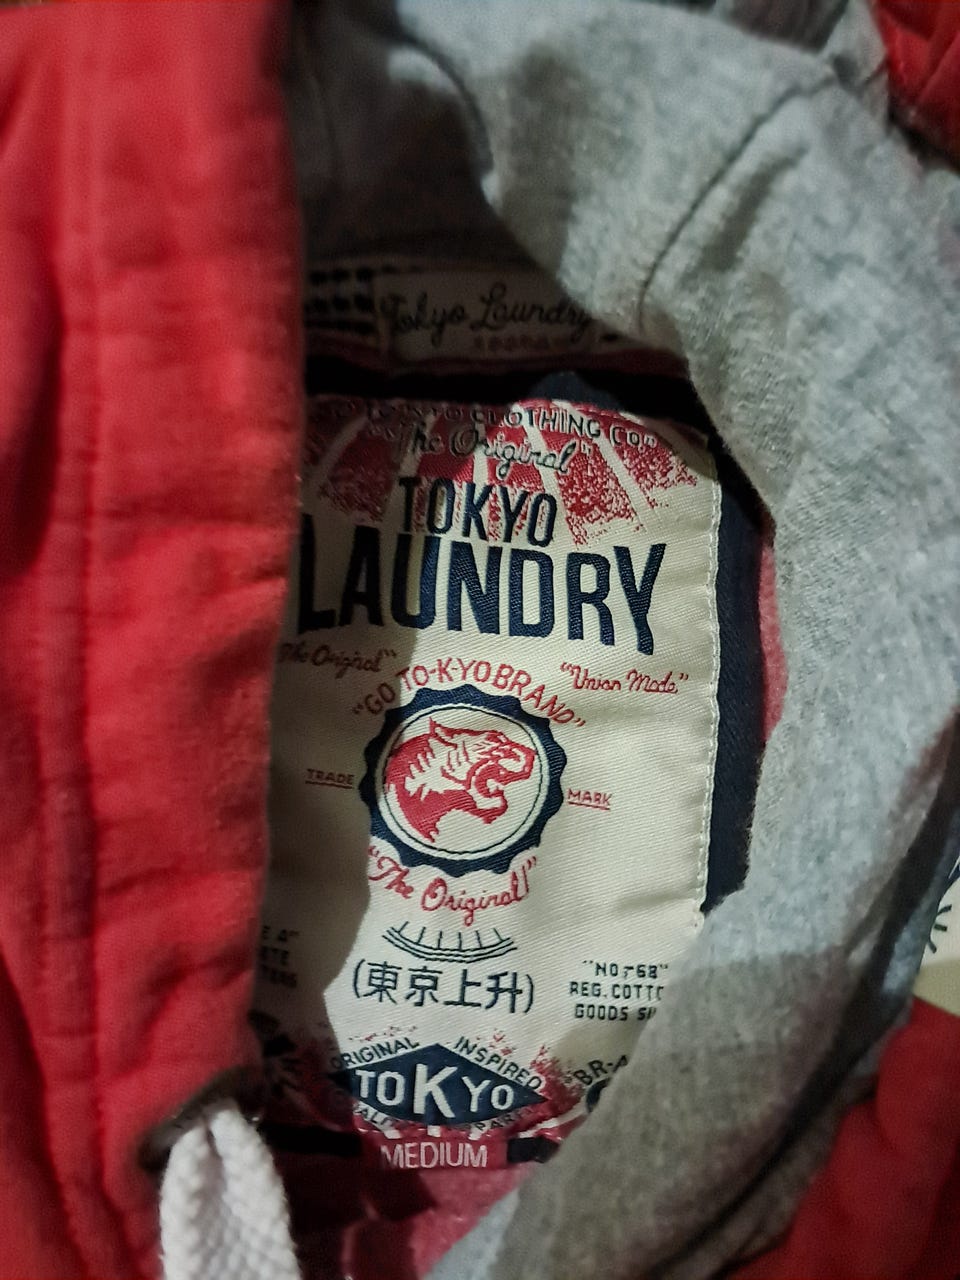 Tokyo Laundry
CLOTHING CO."
"The Original"
TOKYO
LAUNDRY
The Original" "Union Made"
"GO TO-K-YO BRAND"
TRADE MARK
"The Original"
(東京上升)
"NO 768"
REG. COTTO
GOODS
ORIGINAL INSPIRED
TOKYO
MEDIUM